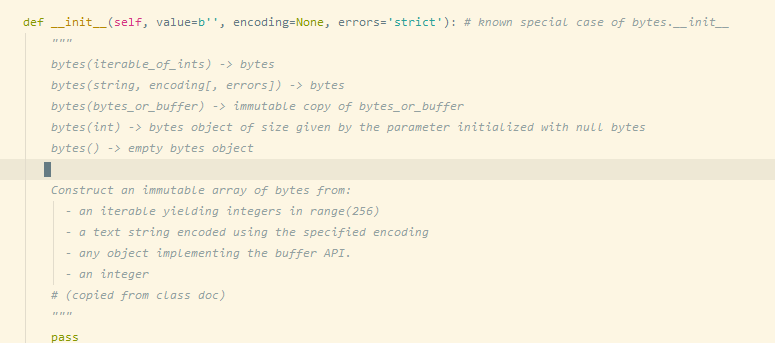 def __init__(self, value=b'', encoding=None, errors='strict'): # known special case of bytes.__init__
"""
bytes(iterable_of_ints) -> bytes
bytes(string, encoding[, errors]) -> bytes
bytes(bytes_or_buffer) -> immutable copy of bytes_or_buffer
bytes(int) -> bytes object of size given by the parameter initialized with null bytes
bytes() -> empty bytes object
Construct an immutable array of bytes from:
- an iterable yielding integers in range(256)
- a text string encoded using the specified encoding
- any object implementing the buffer API.
- an integer
# (copied from class doc)
"""
pass